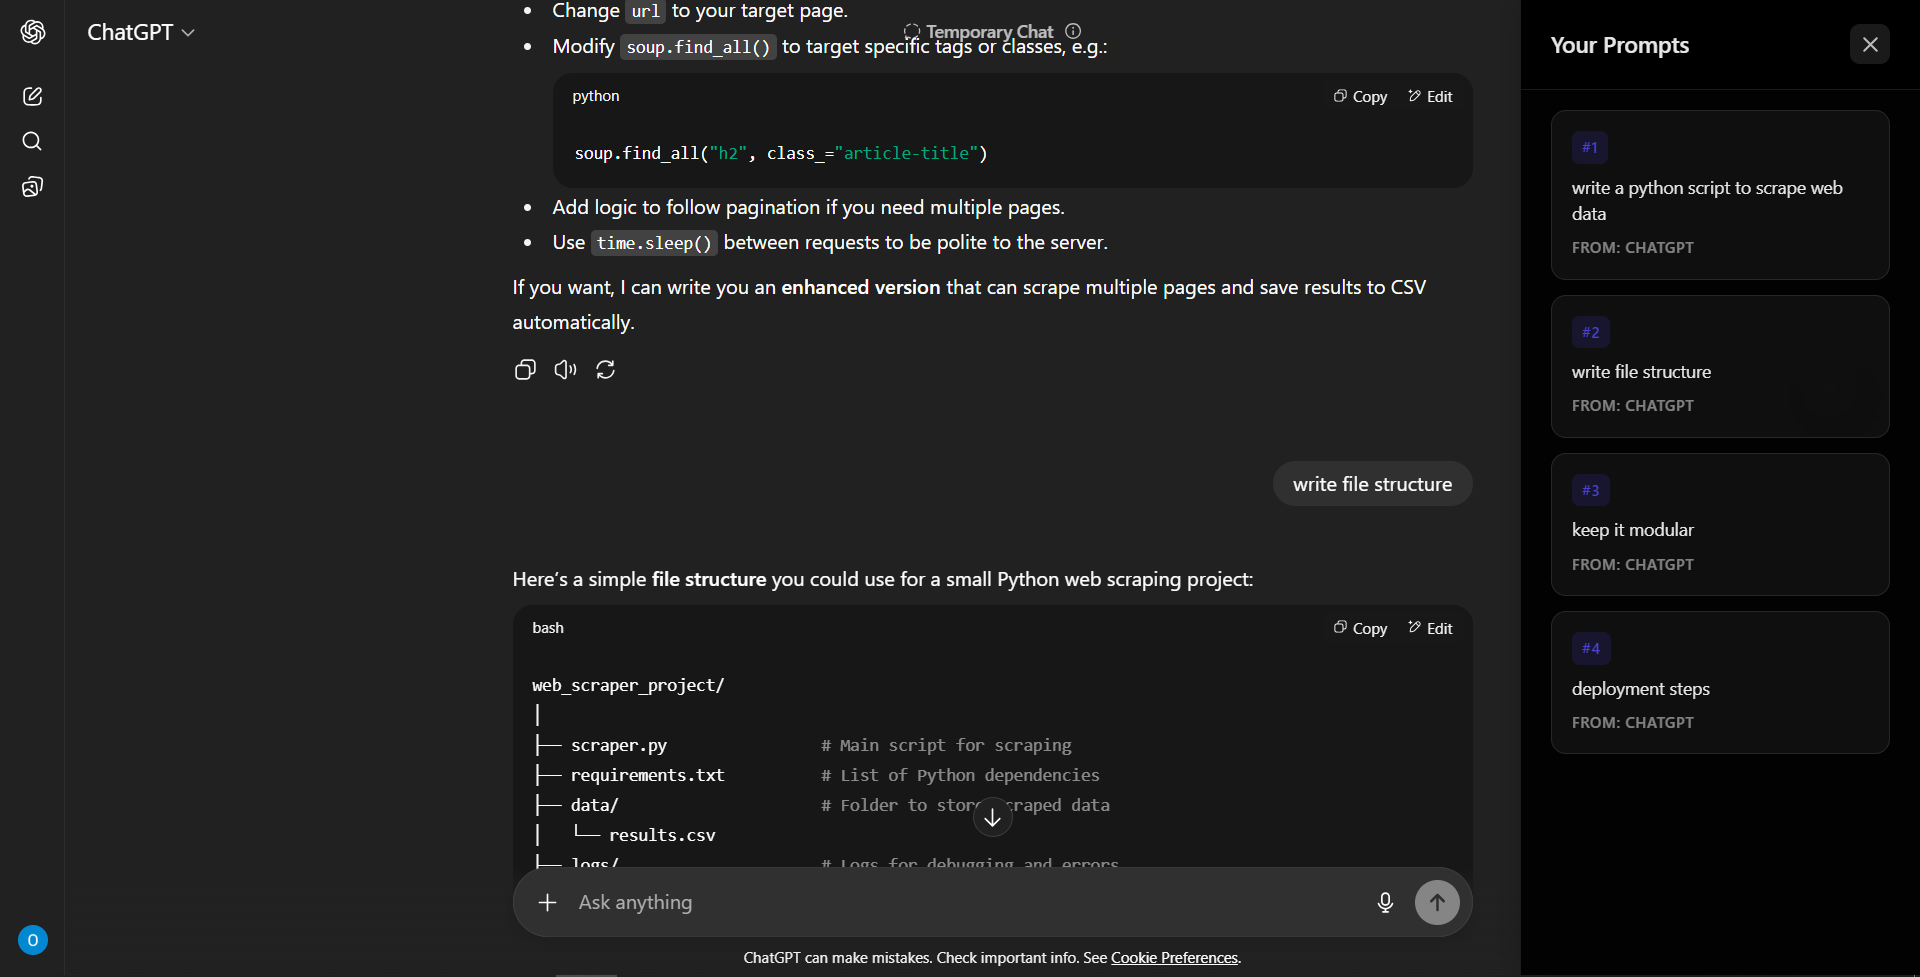 ChatGPT
Temporary Chat
Change url to your target page.
Modify soup.find_all() to target specific tags or classes, e.g.:
python
Copy
Edit
soup.find_all("h2", class_="article-title")
Add logic to follow pagination if you need multiple pages.
Use time.sleep() between requests to be polite to the server.
If you want, I can write you an enhanced version that can scrape multiple pages and save results to CSV
automatically.
write file structure
Here’s a simple file structure you could use for a small Python web scraping project:
bash
Copy
Edit
web_scraper_project/
│
├── scraper.py # Main script for scraping
├── requirements.txt # List of Python dependencies
├── data/ # Folder to store scraped data
│ └── results.csv
├── logs/ # Logs for debugging and errors
Ask anything
ChatGPT can make mistakes. Check important info. See Cookie Preferences.
O
Your Prompts
#1
write a python script to scrape web
data
FROM: CHATGPT
#2
write file structure
FROM: CHATGPT
#3
keep it modular
FROM: CHATGPT
#4
deployment steps
FROM: CHATGPT